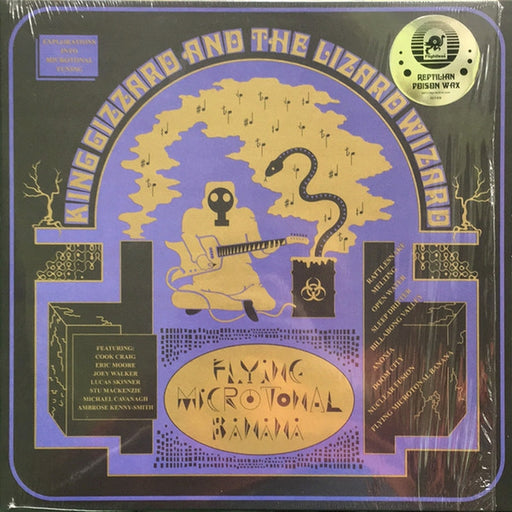 EXPLORATIONS
INTO
MICROTONAL
TUNING
KING GIZZARD AND THE LIZARD WIZARD
Flightless
REPTILIAN
POISON WAX
FEATURING:
COOK CRAIG
ERIC MOORE
JOEY WALKER
LUCAS SKINNER
STU MACKENZIE
MICHAEL CAVANAGH
AMBROSE KENNY-SMITH
RATTLESNAKE
MELTING
OPEN WATER
SLEEP DRIFTER
BILLABONG VALLEY
ANOXIA
DOOM CITY
NUCLEAR FUSION
FLYING MICROTONAL BANANA
FLYING
MICROTONAL
BANANA